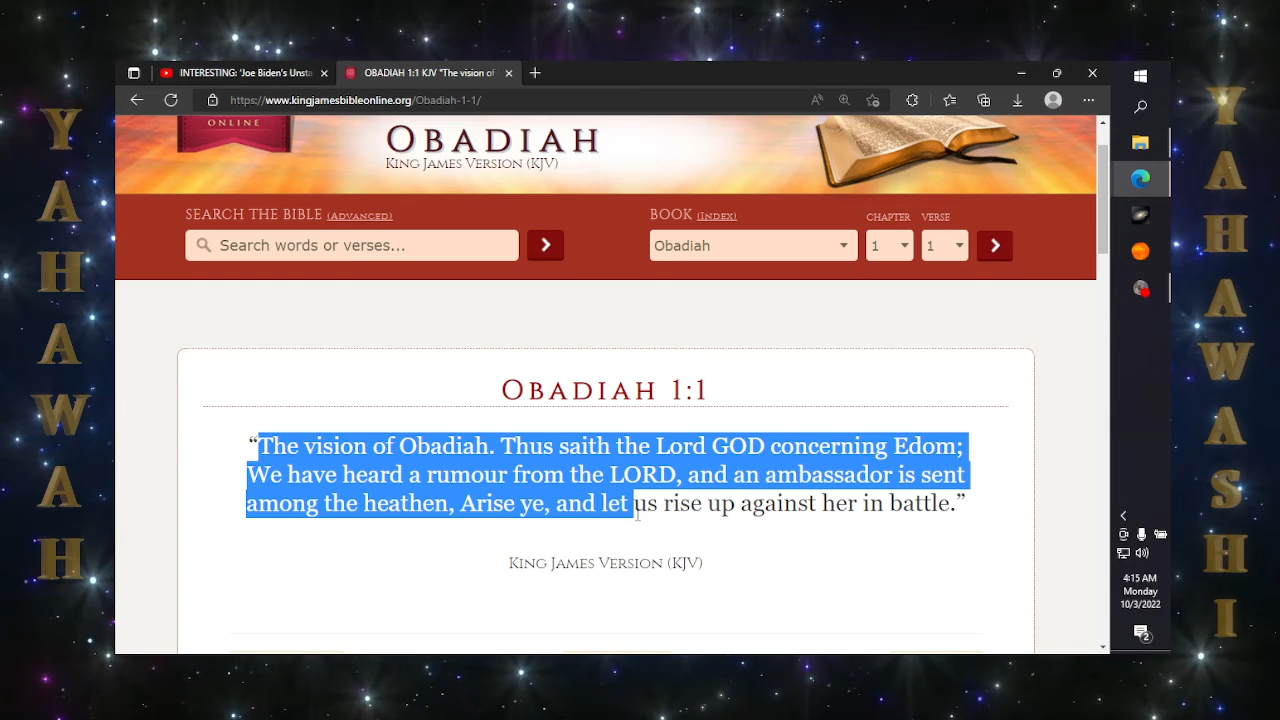 YAHAWAH
INTERESTING: 'Joe Biden's Unsta
OBADIAH 1:1 KJV "The vision of
https://www.kingjamesbibleonline.org/Obadiah-1-1/
ONLINE
OBADIAH
KING JAMES VERSION (KJV)
SEARCH THE BIBLE (ADVANCED)
BOOK (INDEX)
CHAPTER
VERSE
Search words or verses...
Obadiah
1
1
OBADIAH 1:1
“The vision of Obadiah. Thus saith the Lord GOD concerning Edom;
We have heard a rumour from the LORD, and an ambassador is sent
among the heathen, Arise ye, and let us rise up against her in battle.”
KING JAMES VERSION (KJV)
4:15 AM
Monday
10/3/2022
2
YAHAWASHI